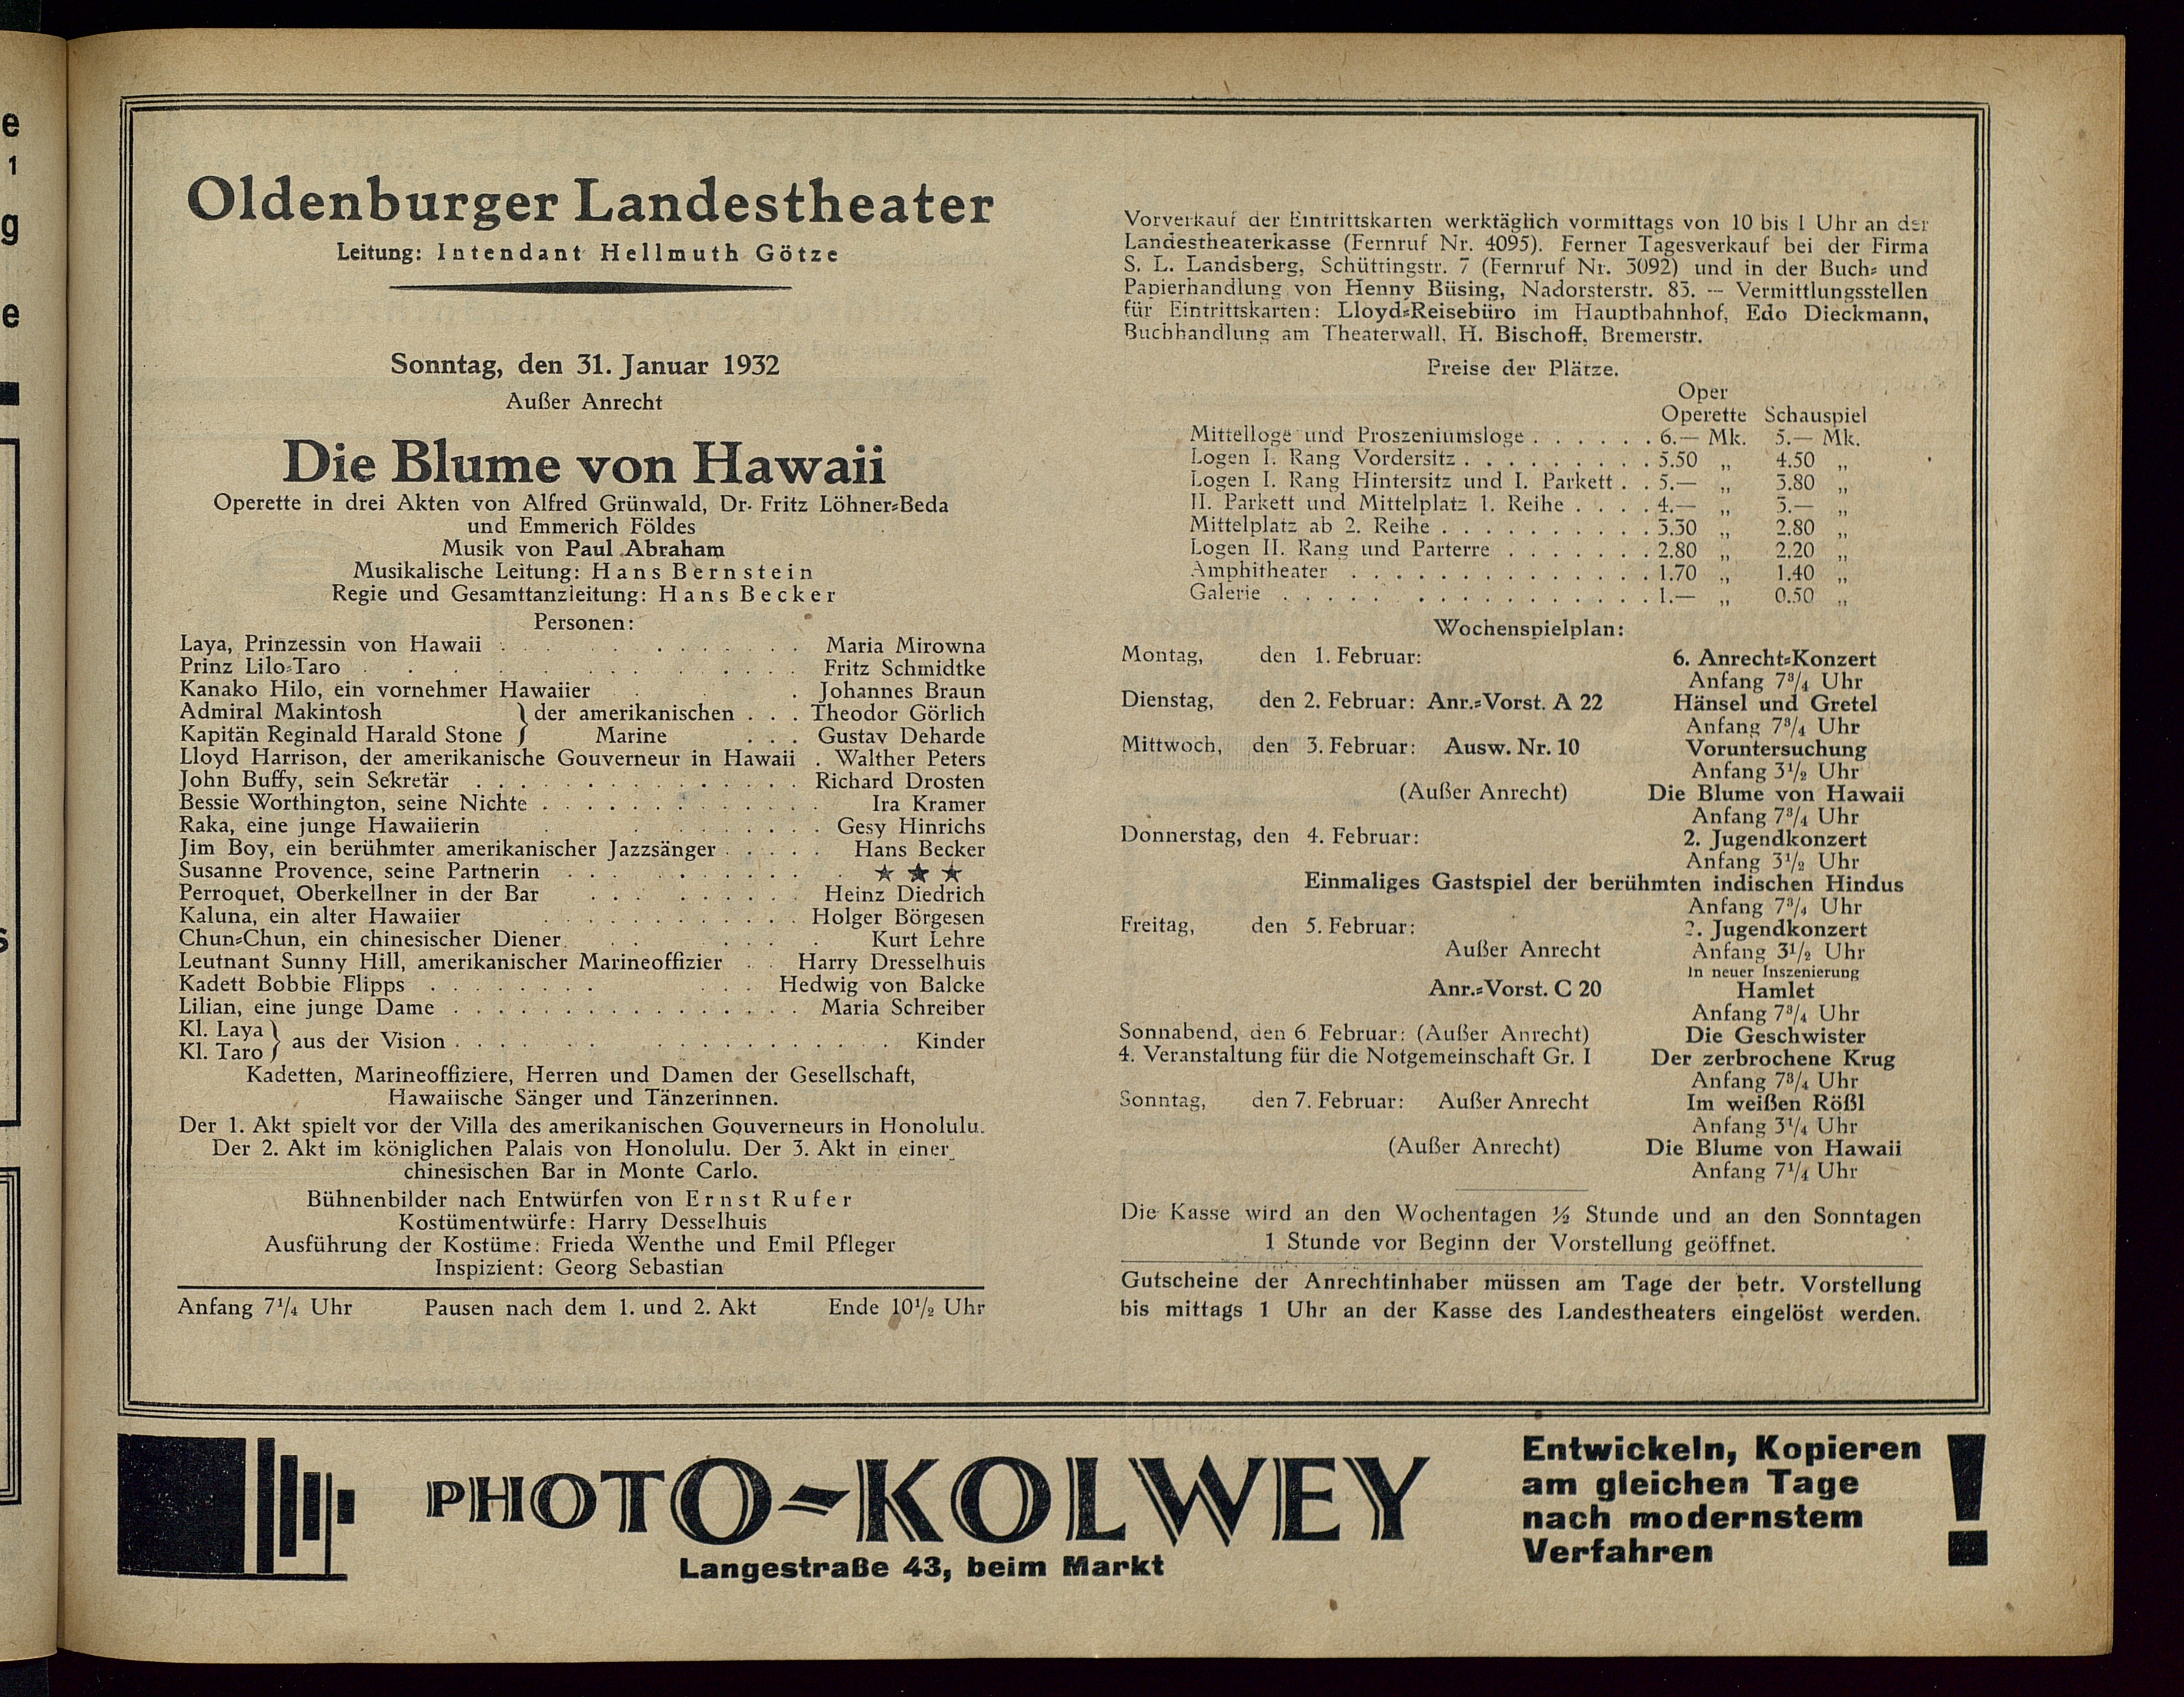 Oldenburger Landestheater
Leitung: Intendant Hellmuth Götze
Sonntag, den 31. Januar 1932
Außer Anrecht
Die Blume von Hawaii
Operette in drei Akten von Alfred Grünwald, Dr. Fritz Löhner-Beda
und Emmerich Földes
Musik von Paul Abraham
Musikalische Leitung: Hans Bernstein
Regie und Gesamttanzleitung: Hans Becker
Personen:
Laya, Prinzessin von Hawaii . . . . . . . . . Maria Mirowna
Prinz Lilo-Taro . . . . . . . . . . Fritz Schmidtke
Kanako Hilo, ein vornehmer Hawaiier . . . Johannes Braun
Admiral Makintosh } der amerikanischen . . . Theodor Görlich
Kapitän Reginald Harald Stone } Marine . . . Gustav Deharde
Lloyd Harrison, der amerikanische Gouverneur in Hawaii . Walther Peters
John Buffy, sein Sekretär . . . . . . . . . . . . Richard Drosten
Bessie Worthington, seine Nichte . . . . . . . . . . . . Ira Kramer
Raka, eine junge Hawaiierin . . . . . . . . . Gesy Hinrichs
Jim Boy, ein berühmter amerikanischer Jazzsänger . . . . . Hans Becker
Susanne Provence, seine Partnerin . . . . . . . . . . ★ ★ ★
Perroquet, Oberkellner in der Bar . . . . . . . . . Heinz Diedrich
Kaluna, ein alter Hawaiier . . . . . . . . . . . . Holger Börgesen
Chun-Chun, ein chinesischer Diener . . . . . . . . Kurt Lehre
Leutnant Sunny Hill, amerikanischer Marineoffizier . . Harry Dresselhuis
Kadett Bobbie Flipps . . . . . . . . . . . Hedwig von Balcke
Lilian, eine junge Dame . . . . . . . . . . . . . . . Maria Schreiber
Kl. Laya }
Kl. Taro } aus der Vision . . . . . . . . . . . . . . . Kinder
Kadetten, Marineoffiziere, Herren und Damen der Gesellschaft,
Hawaiische Sänger und Tänzerinnen.
Der 1. Akt spielt vor der Villa des amerikanischen Gouverneurs in Honolulu.
Der 2. Akt im königlichen Palais von Honolulu. Der 3. Akt in einer
chinesischen Bar in Monte Carlo.
Bühnenbilder nach Entwürfen von Ernst Rufer
Kostümentwürfe: Harry Desselhuis
Ausführung der Kostüme: Frieda Wenthe und Emil Pfleger
Inspizient: Georg Sebastian
Anfang 7¼ Uhr Pausen nach dem 1. und 2. Akt Ende 10½ Uhr
Vorverkauf der Eintrittskarten werktäglich vormittags von 10 bis 1 Uhr an der
Landestheaterkasse (Fernruf Nr. 4095). Ferner Tagesverkauf bei der Firma
S. L. Landsberg, Schüttingstr. 7 (Fernruf Nr. 3092) und in der Buch- und
Papierhandlung von Henny Büsing, Nadorsterstr. 83. — Vermittlungsstellen
für Eintrittskarten: Lloyd-Reisebüro im Hauptbahnhof, Edo Dieckmann,
Buchhandlung am Theaterwall, H. Bischoff, Bremerstr.
Preise der Plätze.
Oper
Operette Schauspiel
Mittelloge und Proszeniumsloge . . . . . . 6.— Mk. 5.— Mk.
Logen I. Rang Vordersitz . . . . . . . . . 5.50 „ 4.50 „
Logen I. Rang Hintersitz und I. Parkett . . 5.— „ 3.80 „
II. Parkett und Mittelplatz 1. Reihe . . . . 4.— „ 3.— „
Mittelplatz ab 2. Reihe . . . . . . . . . . 3.30 „ 2.80 „
Logen II. Rang und Parterre . . . . . . . 2.80 „ 2.20 „
Amphitheater . . . . . . . . . . . . . . 1.70 „ 1.40 „
Galerie . . . . . . . . . . . . . . . . 1.— „ 0.50 „
Wochenspielplan:
Montag, den 1. Februar: 6. Anrecht-Konzert
Anfang 7¾ Uhr
Dienstag, den 2. Februar: Anr.-Vorst. A 22 Hänsel und Gretel
Anfang 7¾ Uhr
Mittwoch, den 3. Februar: Ausw. Nr. 10 Voruntersuchung
Anfang 3½ Uhr
(Außer Anrecht) Die Blume von Hawaii
Anfang 7¾ Uhr
Donnerstag, den 4. Februar: 2. Jugendkonzert
Anfang 3½ Uhr
Einmaliges Gastspiel der berühmten indischen Hindus
Anfang 7¾ Uhr
Freitag, den 5. Februar: 2. Jugendkonzert
Außer Anrecht Anfang 3½ Uhr
In neuer Inszenierung
Anr.-Vorst. C 20 Hamlet
Anfang 7¾ Uhr
Sonnabend, den 6. Februar: (Außer Anrecht) Die Geschwister
4. Veranstaltung für die Notgemeinschaft Gr. I Der zerbrochene Krug
Anfang 7¾ Uhr
Sonntag, den 7. Februar: Außer Anrecht Im weißen Rößl
Anfang 3¼ Uhr
(Außer Anrecht) Die Blume von Hawaii
Anfang 7¼ Uhr
Die Kasse wird an den Wochentagen ½ Stunde und an den Sonntagen
1 Stunde vor Beginn der Vorstellung geöffnet.
Gutscheine der Anrechtinhaber müssen am Tage der betr. Vorstellung
bis mittags 1 Uhr an der Kasse des Landestheaters eingelöst werden.
PHOTO-KOLWEY
Langestraße 43, beim Markt
Entwickeln, Kopieren
am gleichen Tage
nach modernstem
Verfahren !